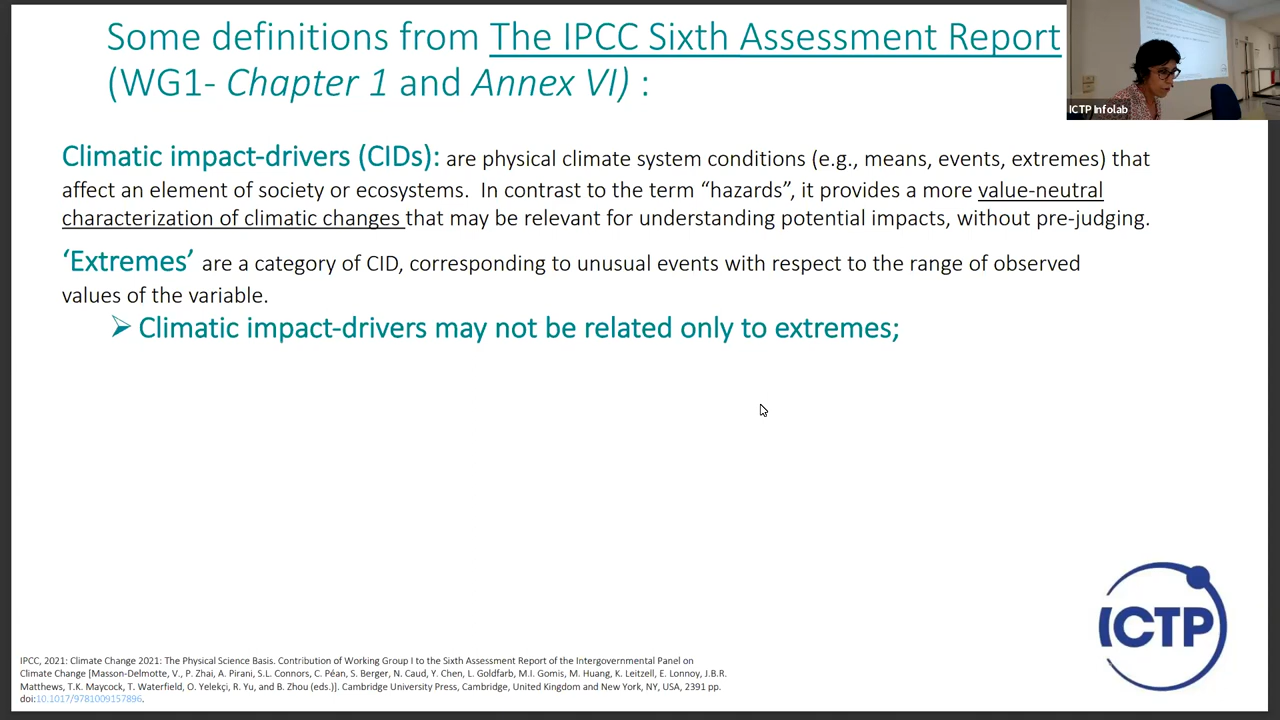 Some definitions from The IPCC Sixth Assessment Report
(WG1- Chapter 1 and Annex VI) :
ICTP Infolab
Climatic impact-drivers (CIDs): are physical climate system conditions (e.g., means, events, extremes) that
affect an element of society or ecosystems. In contrast to the term “hazards”, it provides a more value-neutral
characterization of climatic changes that may be relevant for understanding potential impacts, without pre-judging.
‘Extremes’ are a category of CID, corresponding to unusual events with respect to the range of observed
values of the variable.
➢ Climatic impact-drivers may not be related only to extremes;
ICTP
IPCC, 2021: Climate Change 2021: The Physical Science Basis. Contribution of Working Group I to the Sixth Assessment Report of the Intergovernmental Panel on
Climate Change [Masson-Delmotte, V., P. Zhai, A. Pirani, S.L. Connors, C. Péan, S. Berger, N. Caud, Y. Chen, L. Goldfarb, M.I. Gomis, M. Huang, K. Leitzell, E. Lonnoy, J.B.R.
Matthews, T.K. Maycock, T. Waterfield, O. Yelekçi, R. Yu, and B. Zhou (eds.)]. Cambridge University Press, Cambridge, United Kingdom and New York, NY, USA, 2391 pp.
doi:10.1017/9781009157896.